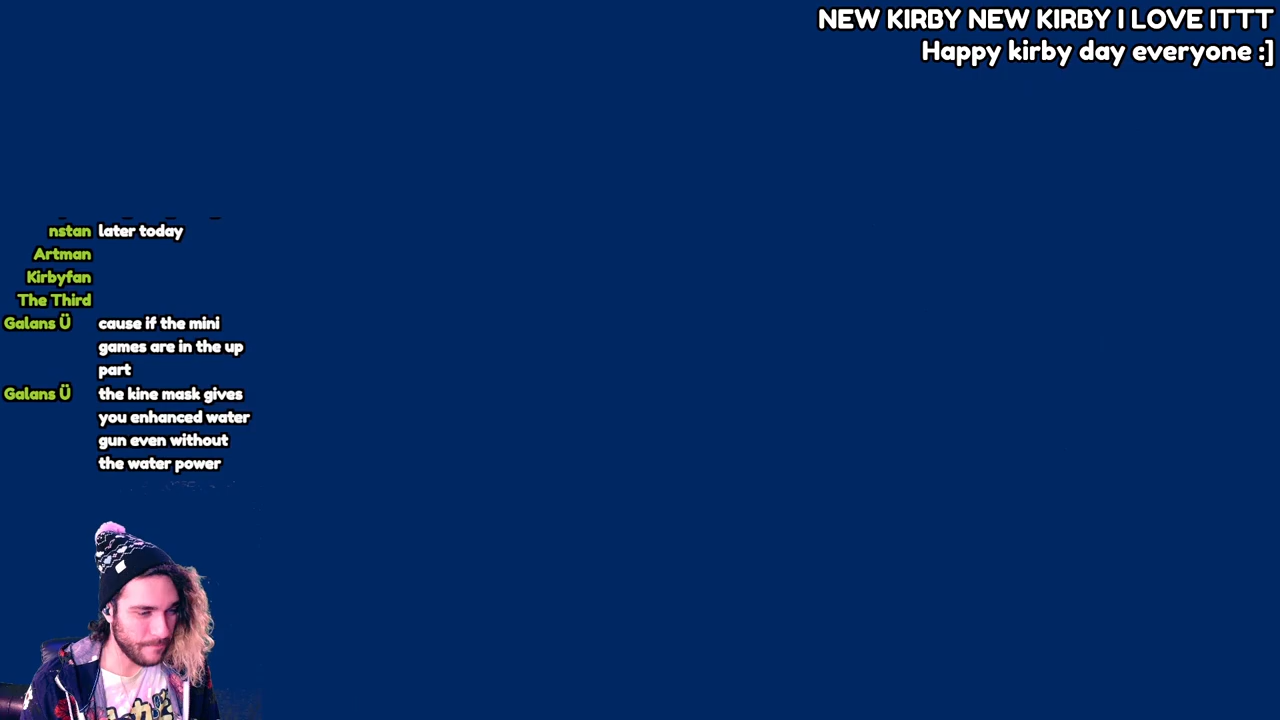 NEW KIRBY NEW KIRBY I LOVE ITTT
Happy kirby day everyone :]
nstan later today
Artman
Kirbyfan
The Third
Galans Ü cause if the mini
games are in the up
part
Galans Ü the kine mask gives
you enhanced water
gun even without
the water power